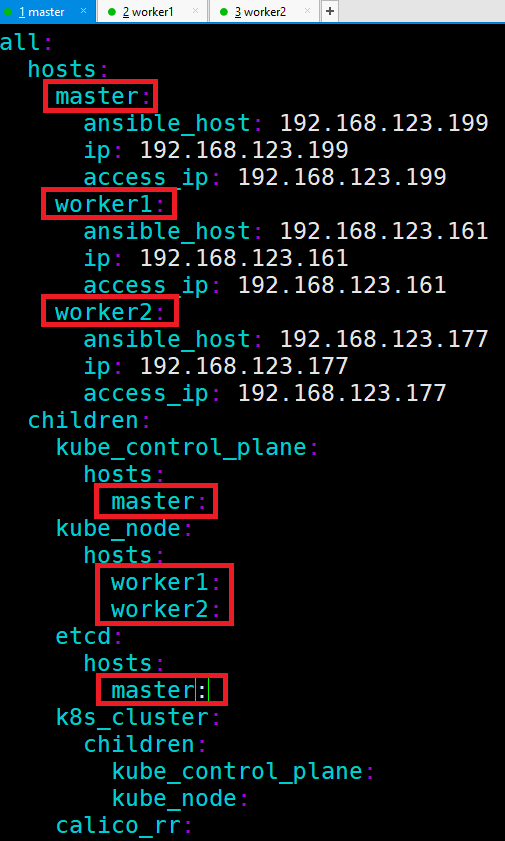 1 master × 2 worker1 × 3 worker2 × +
all:
  hosts:
    master:
      ansible_host: 192.168.123.199
      ip: 192.168.123.199
      access_ip: 192.168.123.199
    worker1:
      ansible_host: 192.168.123.161
      ip: 192.168.123.161
      access_ip: 192.168.123.161
    worker2:
      ansible_host: 192.168.123.177
      ip: 192.168.123.177
      access_ip: 192.168.123.177
  children:
    kube_control_plane:
      hosts:
        master:
    kube_node:
      hosts:
        worker1:
        worker2:
    etcd:
      hosts:
        master:
    k8s_cluster:
      children:
        kube_control_plane:
        kube_node:
    calico_rr: